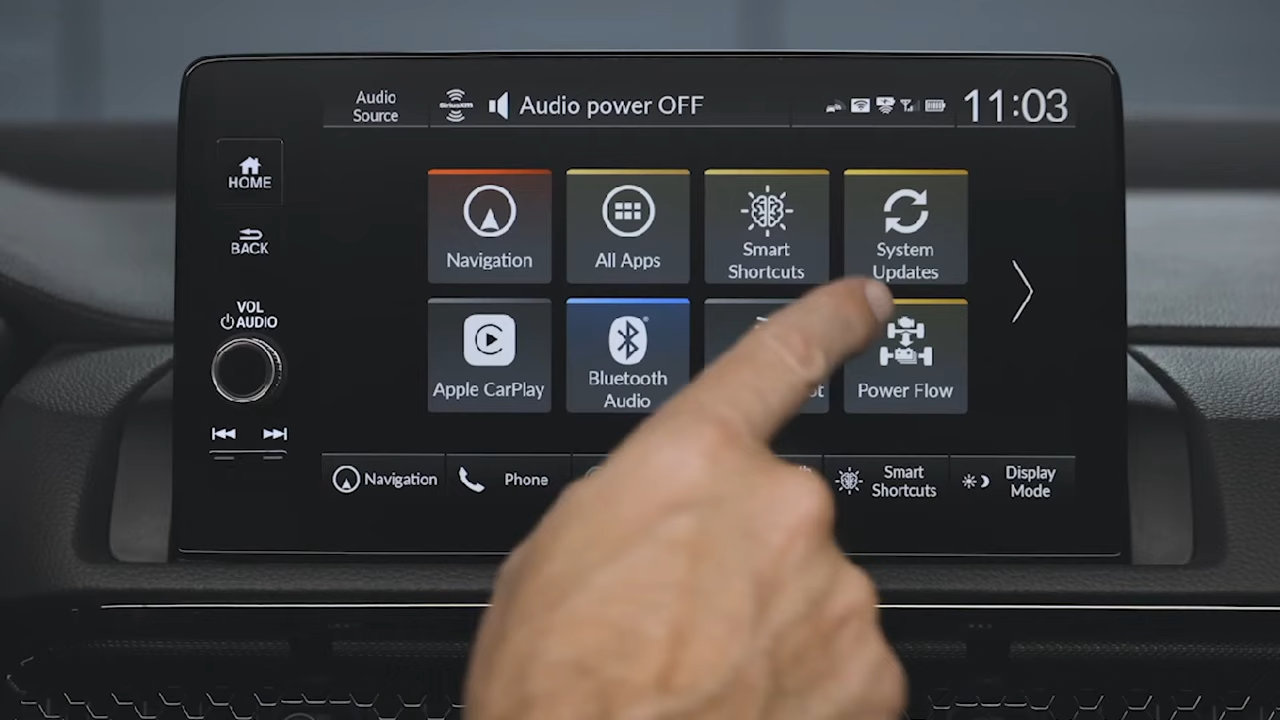 Audio
Source
SiriusXM
Audio power OFF
11:03
HOME
BACK
VOL
AUDIO
Navigation
All Apps
Smart
Shortcuts
System
Updates
Apple CarPlay
Bluetooth
Audio
Power Flow
Navigation
Phone
Smart
Shortcuts
Display
Mode